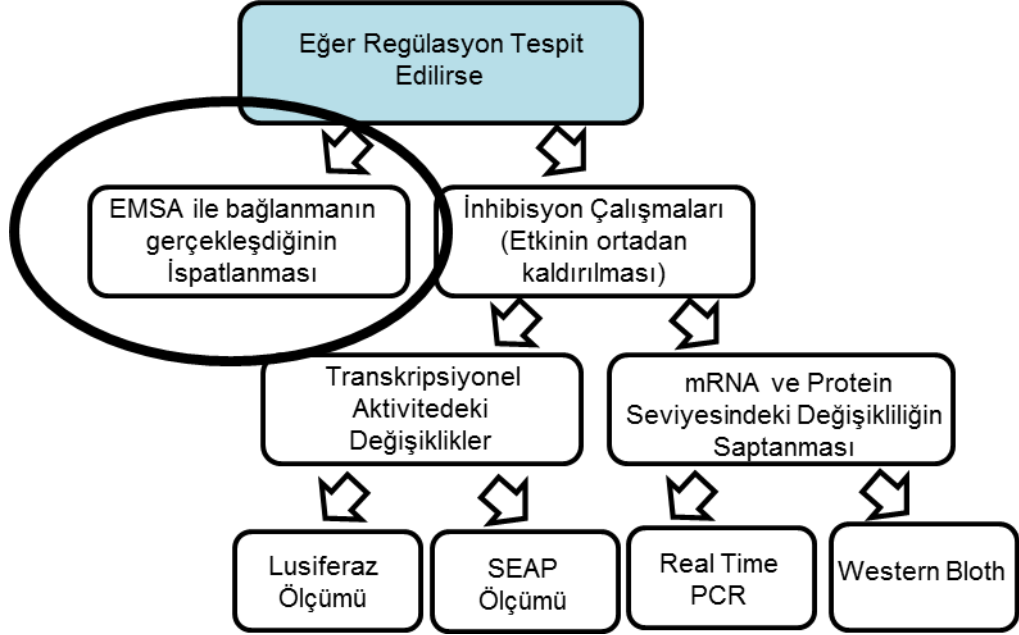 Eğer Regülasyon Tespit
Edilirse
EMSA ile bağlanmanın
gerçekleşdiğinin
İspatlanması
İnhibisyon Çalışmaları
(Etkinin ortadan
kaldırılması)
Transkripsiyonel
Aktivitedeki
Değişiklikler
mRNA ve Protein
Seviyesindeki Değişikliliğin
Saptanması
Lusiferaz
Ölçümü
SEAP
Ölçümü
Real Time
PCR
Western Bloth